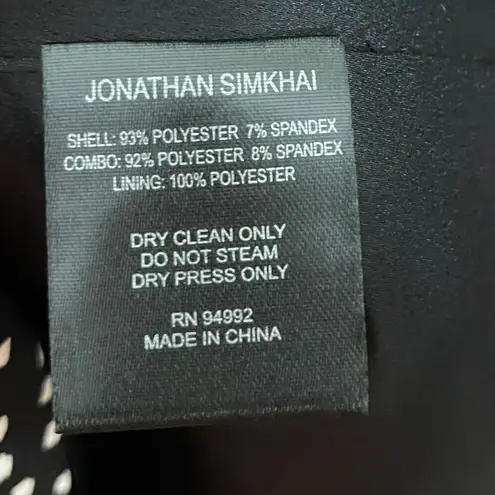 JONATHAN SIMKHAI
SHELL: 93% POLYESTER 7% SPANDEX
COMBO: 92% POLYESTER 8% SPANDEX
LINING: 100% POLYESTER
DRY CLEAN ONLY
DO NOT STEAM
DRY PRESS ONLY
RN 94992
MADE IN CHINA